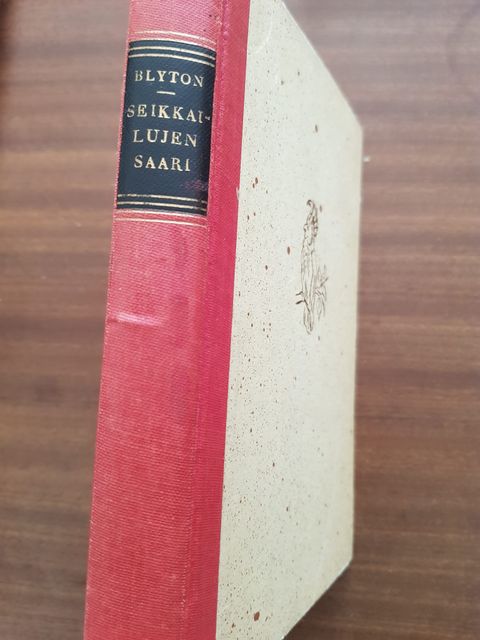 BLYTON
SEIKKAI-
LUJEN
SAARI